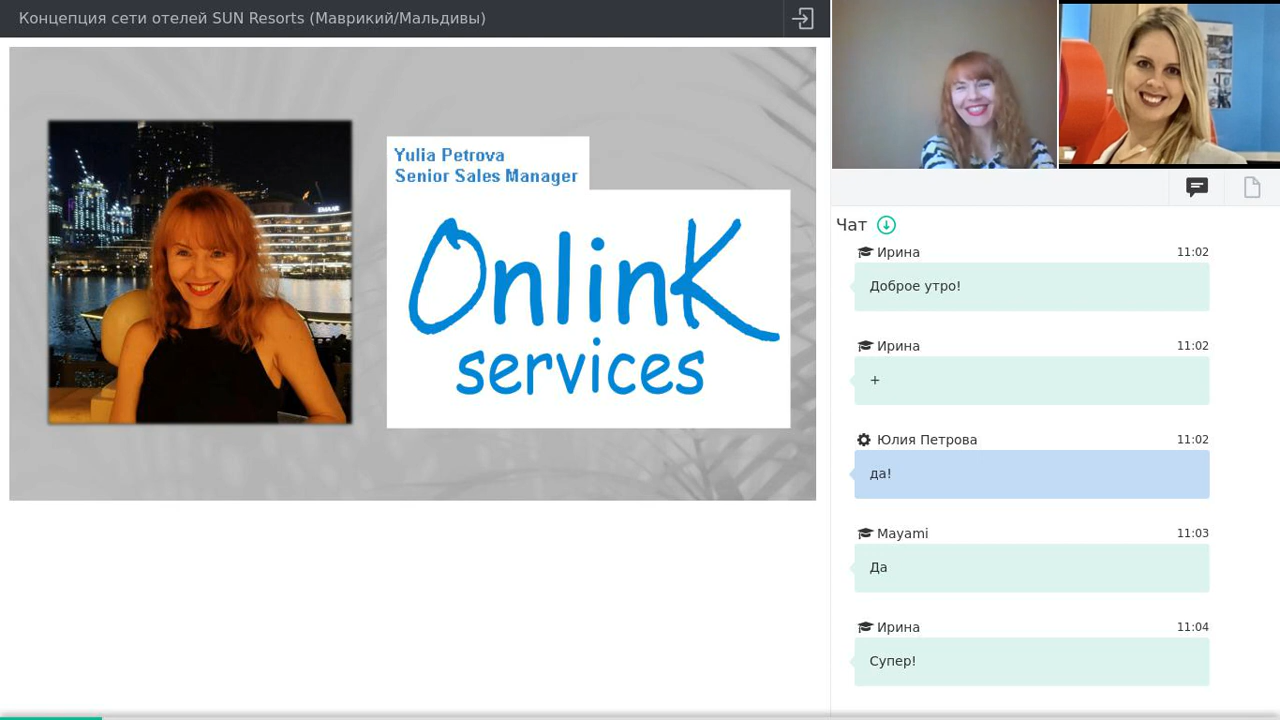 Концепция сети отелей SUN Resorts (Маврикий/Мальдивы)
Yulia Petrova
Senior Sales Manager
OnlinK
services
Чат
Ирина 11:02
Доброе утро!
Ирина 11:02
+
Юлия Петрова 11:02
да!
Mayami 11:03
Да
Ирина 11:04
Супер!